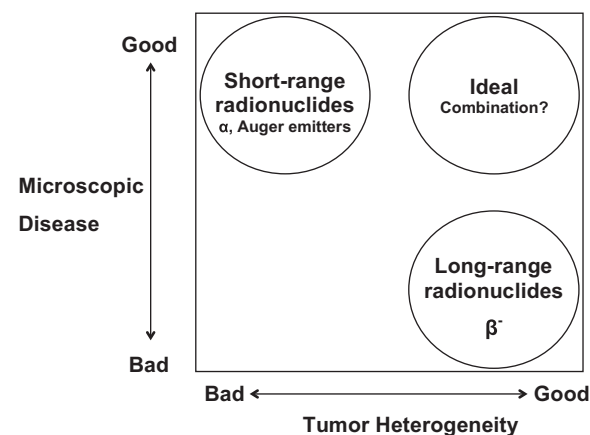 Good
Short-range
radionuclides
α, Auger emitters
Ideal
Combination?
Microscopic
Disease
Long-range
radionuclides
β-
Bad
Bad
Good
Tumor Heterogeneity